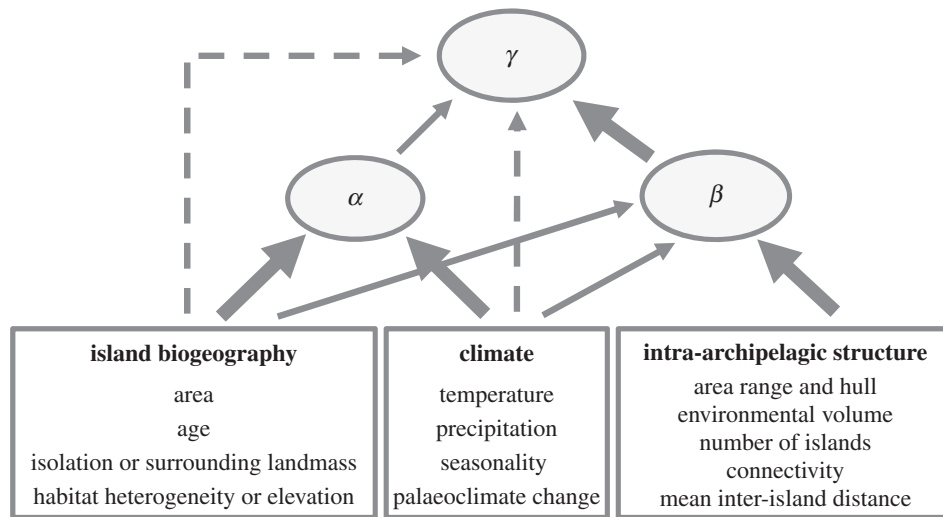 γ
α
β
island biogeography
area
age
isolation or surrounding landmass
habitat heterogeneity or elevation
climate
temperature
precipitation
seasonality
palaeoclimate change
intra-archipelagic structure
area range and hull
environmental volume
number of islands
connectivity
mean inter-island distance